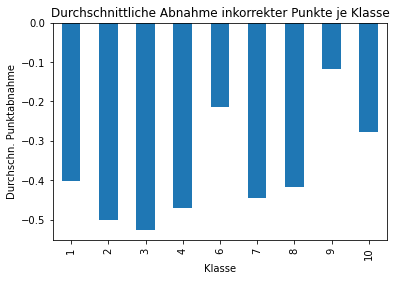 Durchschnittliche Abnahme inkorrekter Punkte je Klasse
Durchschn. Punktabnahme
0.0
−0.1
−0.2
−0.3
−0.4
−0.5
1 2 3 4 6 7 8 9 10
Klasse